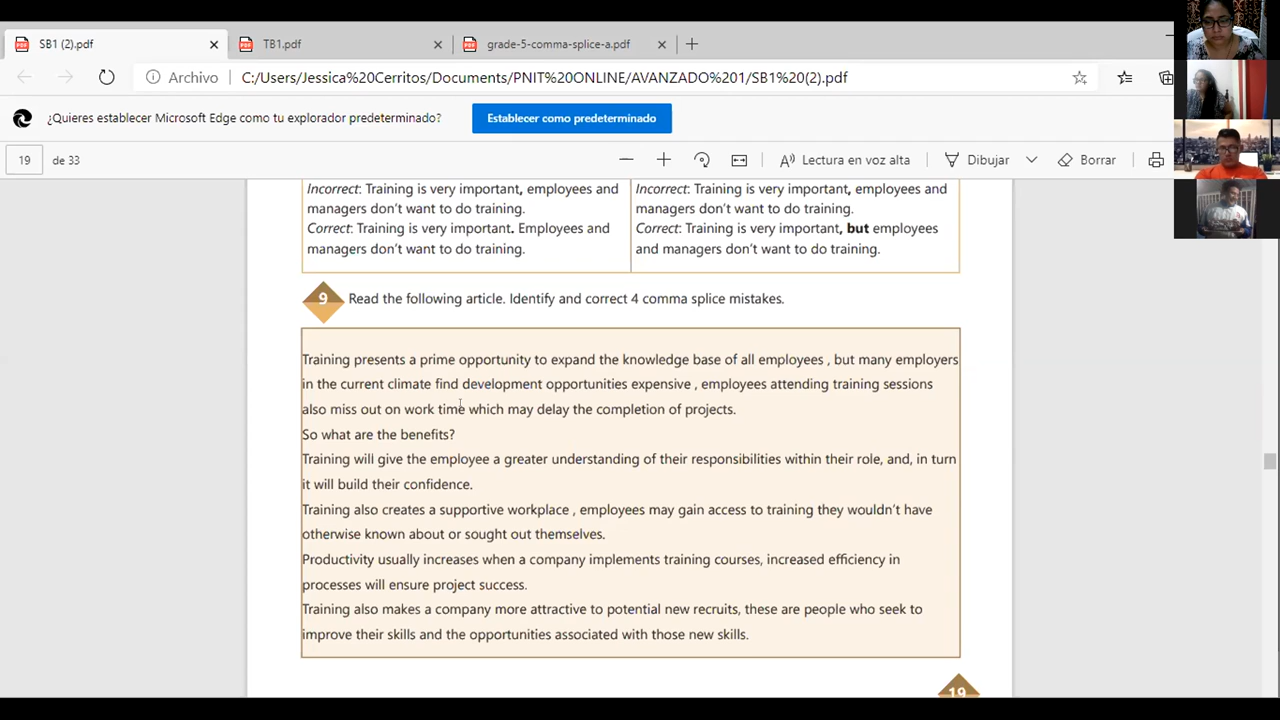 SB1 (2).pdf
TB1.pdf
grade-5-comma-splice-a.pdf
Archivo
C:/Users/Jessica%20Cerritos/Documents/PNIT%20ONLINE/AVANZADO%201/SB1%20(2).pdf
¿Quieres establecer Microsoft Edge como tu explorador predeterminado?
Establecer como predeterminado
19 de 33
Lectura en voz alta
Dibujar
Borrar
Incorrect: Training is very important, employees and
managers don't want to do training.
Correct: Training is very important. Employees and
managers don't want to do training.
Incorrect: Training is very important, employees and
managers don't want to do training.
Correct: Training is very important, but employees
and managers don't want to do training.
9 Read the following article. Identify and correct 4 comma splice mistakes.
Training presents a prime opportunity to expand the knowledge base of all employees , but many employers
in the current climate find development opportunities expensive , employees attending training sessions
also miss out on work time which may delay the completion of projects.
So what are the benefits?
Training will give the employee a greater understanding of their responsibilities within their role, and, in turn
it will build their confidence.
Training also creates a supportive workplace , employees may gain access to training they wouldn't have
otherwise known about or sought out themselves.
Productivity usually increases when a company implements training courses, increased efficiency in
processes will ensure project success.
Training also makes a company more attractive to potential new recruits, these are people who seek to
improve their skills and the opportunities associated with those new skills.
19